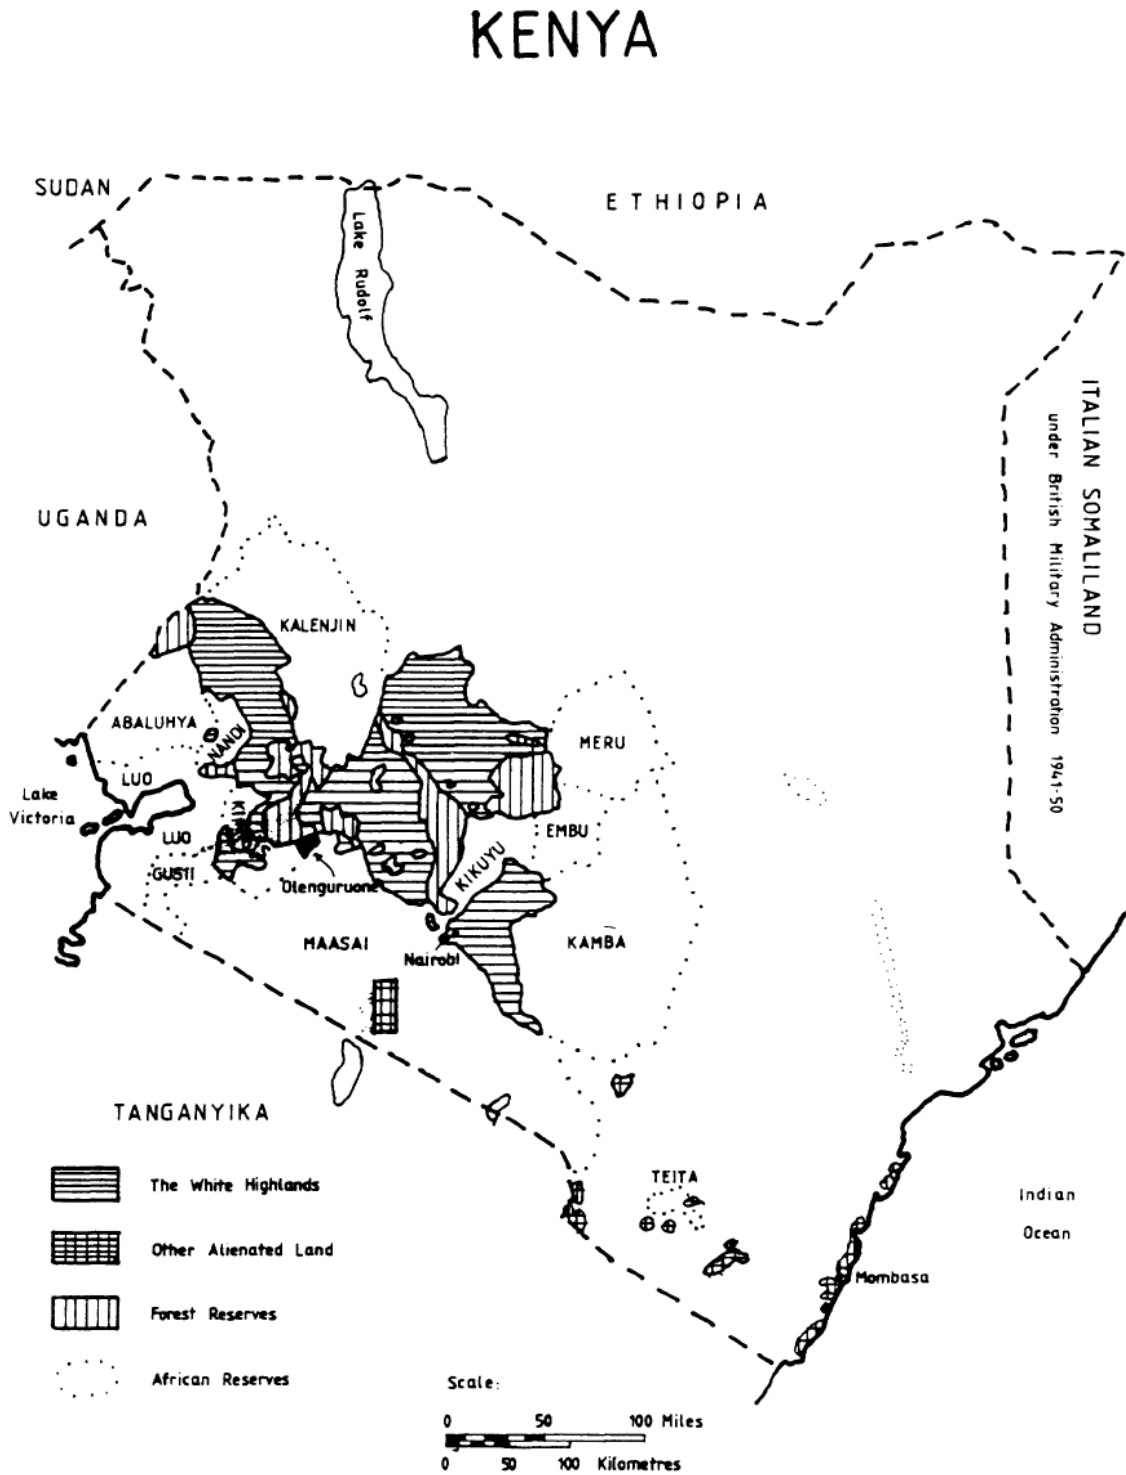 KENYA
SUDAN
ETHIOPIA
Lake Rudolf
ITALIAN SOMALILAND
under British Military Administration 1941-50
UGANDA
KALENJIN
ABALUHYA
NANDI
MERU
LUO
Lake
Victoria
LUO
EMBU
GUSII
KIKUYU
Olenguruone
MAASAI
KAMBA
Nairobi
TANGANYIKA
TEITA
The White Highlands
Indian
Ocean
Other Alienated Land
Mombasa
Forest Reserves
African Reserves
Scale:
0 50 100 Miles
0 50 100 Kilometres